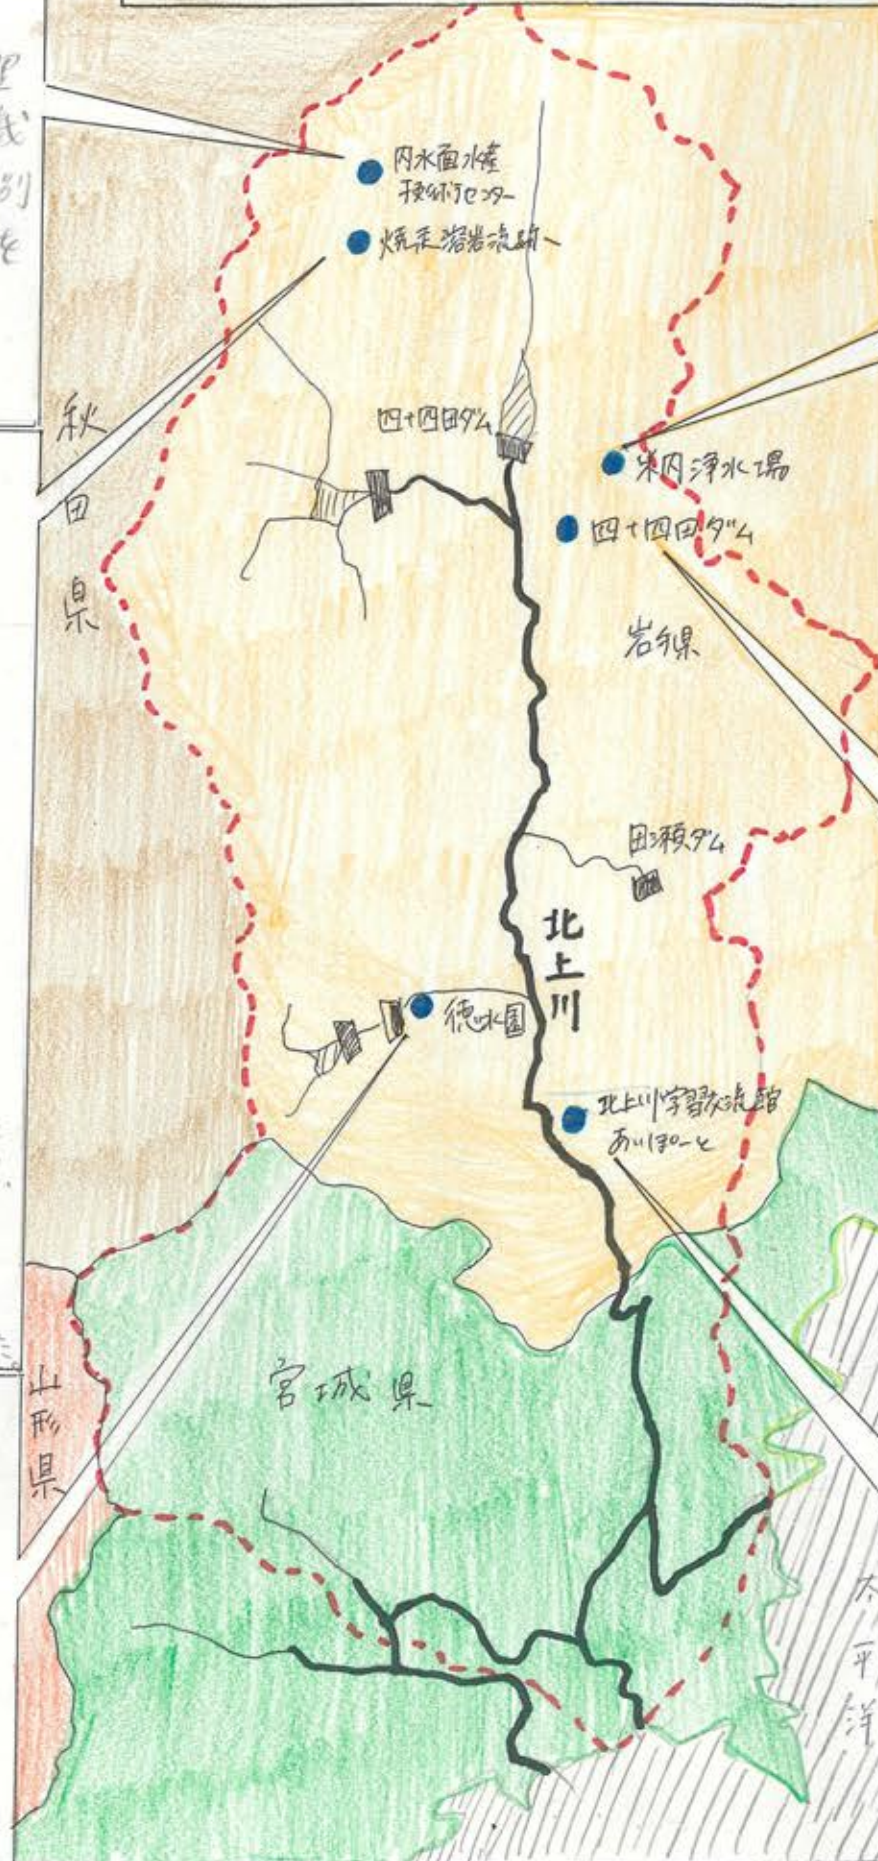 内水面水産
技術センター
焼走溶岩流跡へ
秋田県
四十四田ダム
米内浄水場
四十四田ダム
岩手県
田瀬ダム
北上川
徳水園
北上川学習交流館
あいぽーと
宮城県
山形県
太平洋